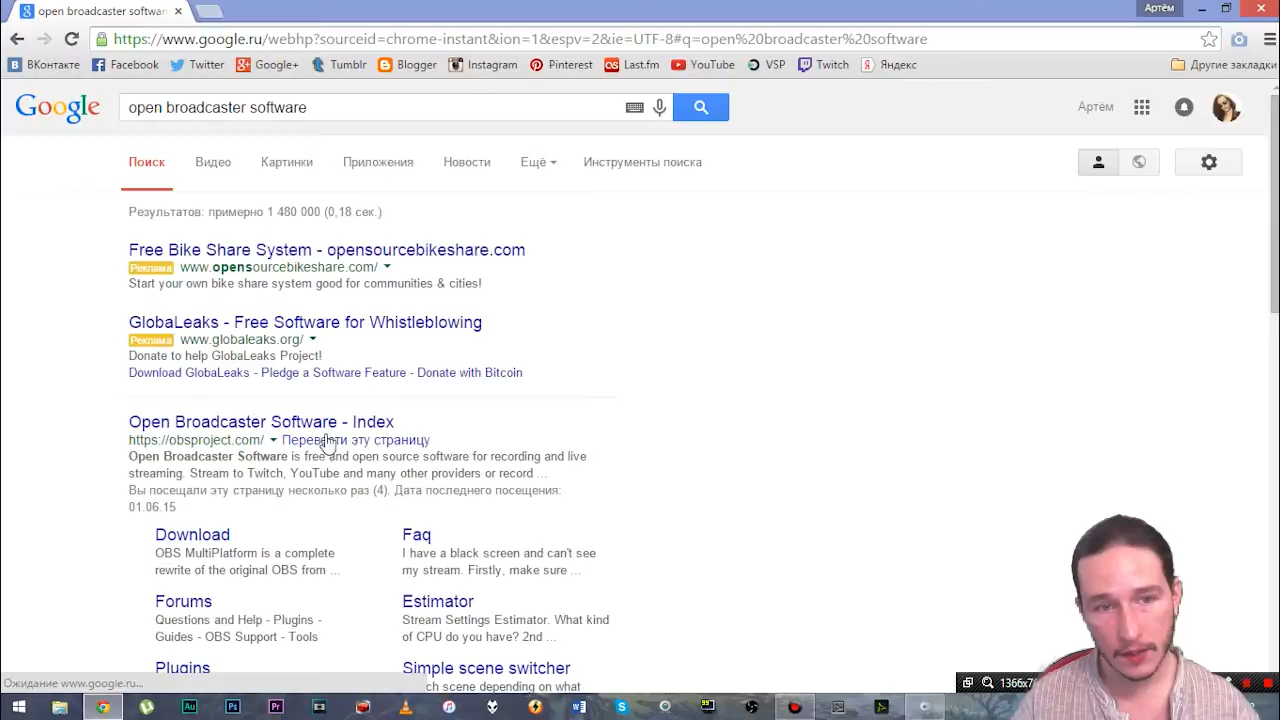 open broadcaster softwar
Артём
https://www.google.ru/webhp?sourceid=chrome-instant&ion=1&espv=2&ie=UTF-8#q=open%20broadcaster%20software
ВКонтакте Facebook Twitter Google+ Tumblr Blogger Instagram Pinterest Last.fm YouTube VSP Twitch Яндекс Другие закладки
Google open broadcaster software Артём
Поиск Видео Картинки Приложения Новости Ещё Инструменты поиска
Результатов: примерно 1 480 000 (0,18 сек.)
Free Bike Share System - opensourcebikeshare.com
Реклама www.opensourcebikeshare.com/
Start your own bike share system good for communities & cities!
GlobaLeaks - Free Software for Whistleblowing
Реклама www.globaleaks.org/
Donate to help GlobaLeaks Project!
Download GlobaLeaks - Pledge a Software Feature - Donate with Bitcoin
Open Broadcaster Software - Index
https://obsproject.com/ Перевести эту страницу
Open Broadcaster Software is free and open source software for recording and live
streaming. Stream to Twitch, YouTube and many other providers or record ...
Вы посещали эту страницу несколько раз (4). Дата последнего посещения:
01.06.15
Download
OBS MultiPlatform is a complete
rewrite of the original OBS from ...
Faq
I have a black screen and can't see
my stream. Firstly, make sure ...
Forums
Questions and Help - Plugins -
Guides - OBS Support - Tools
Estimator
Stream Settings Estimator. What kind
of CPU do you have? 2nd ...
Plugins
Simple scene switcher
ch scene depending on what
Ожидание www.google.ru...
1366x7
Au Ps Pr 99